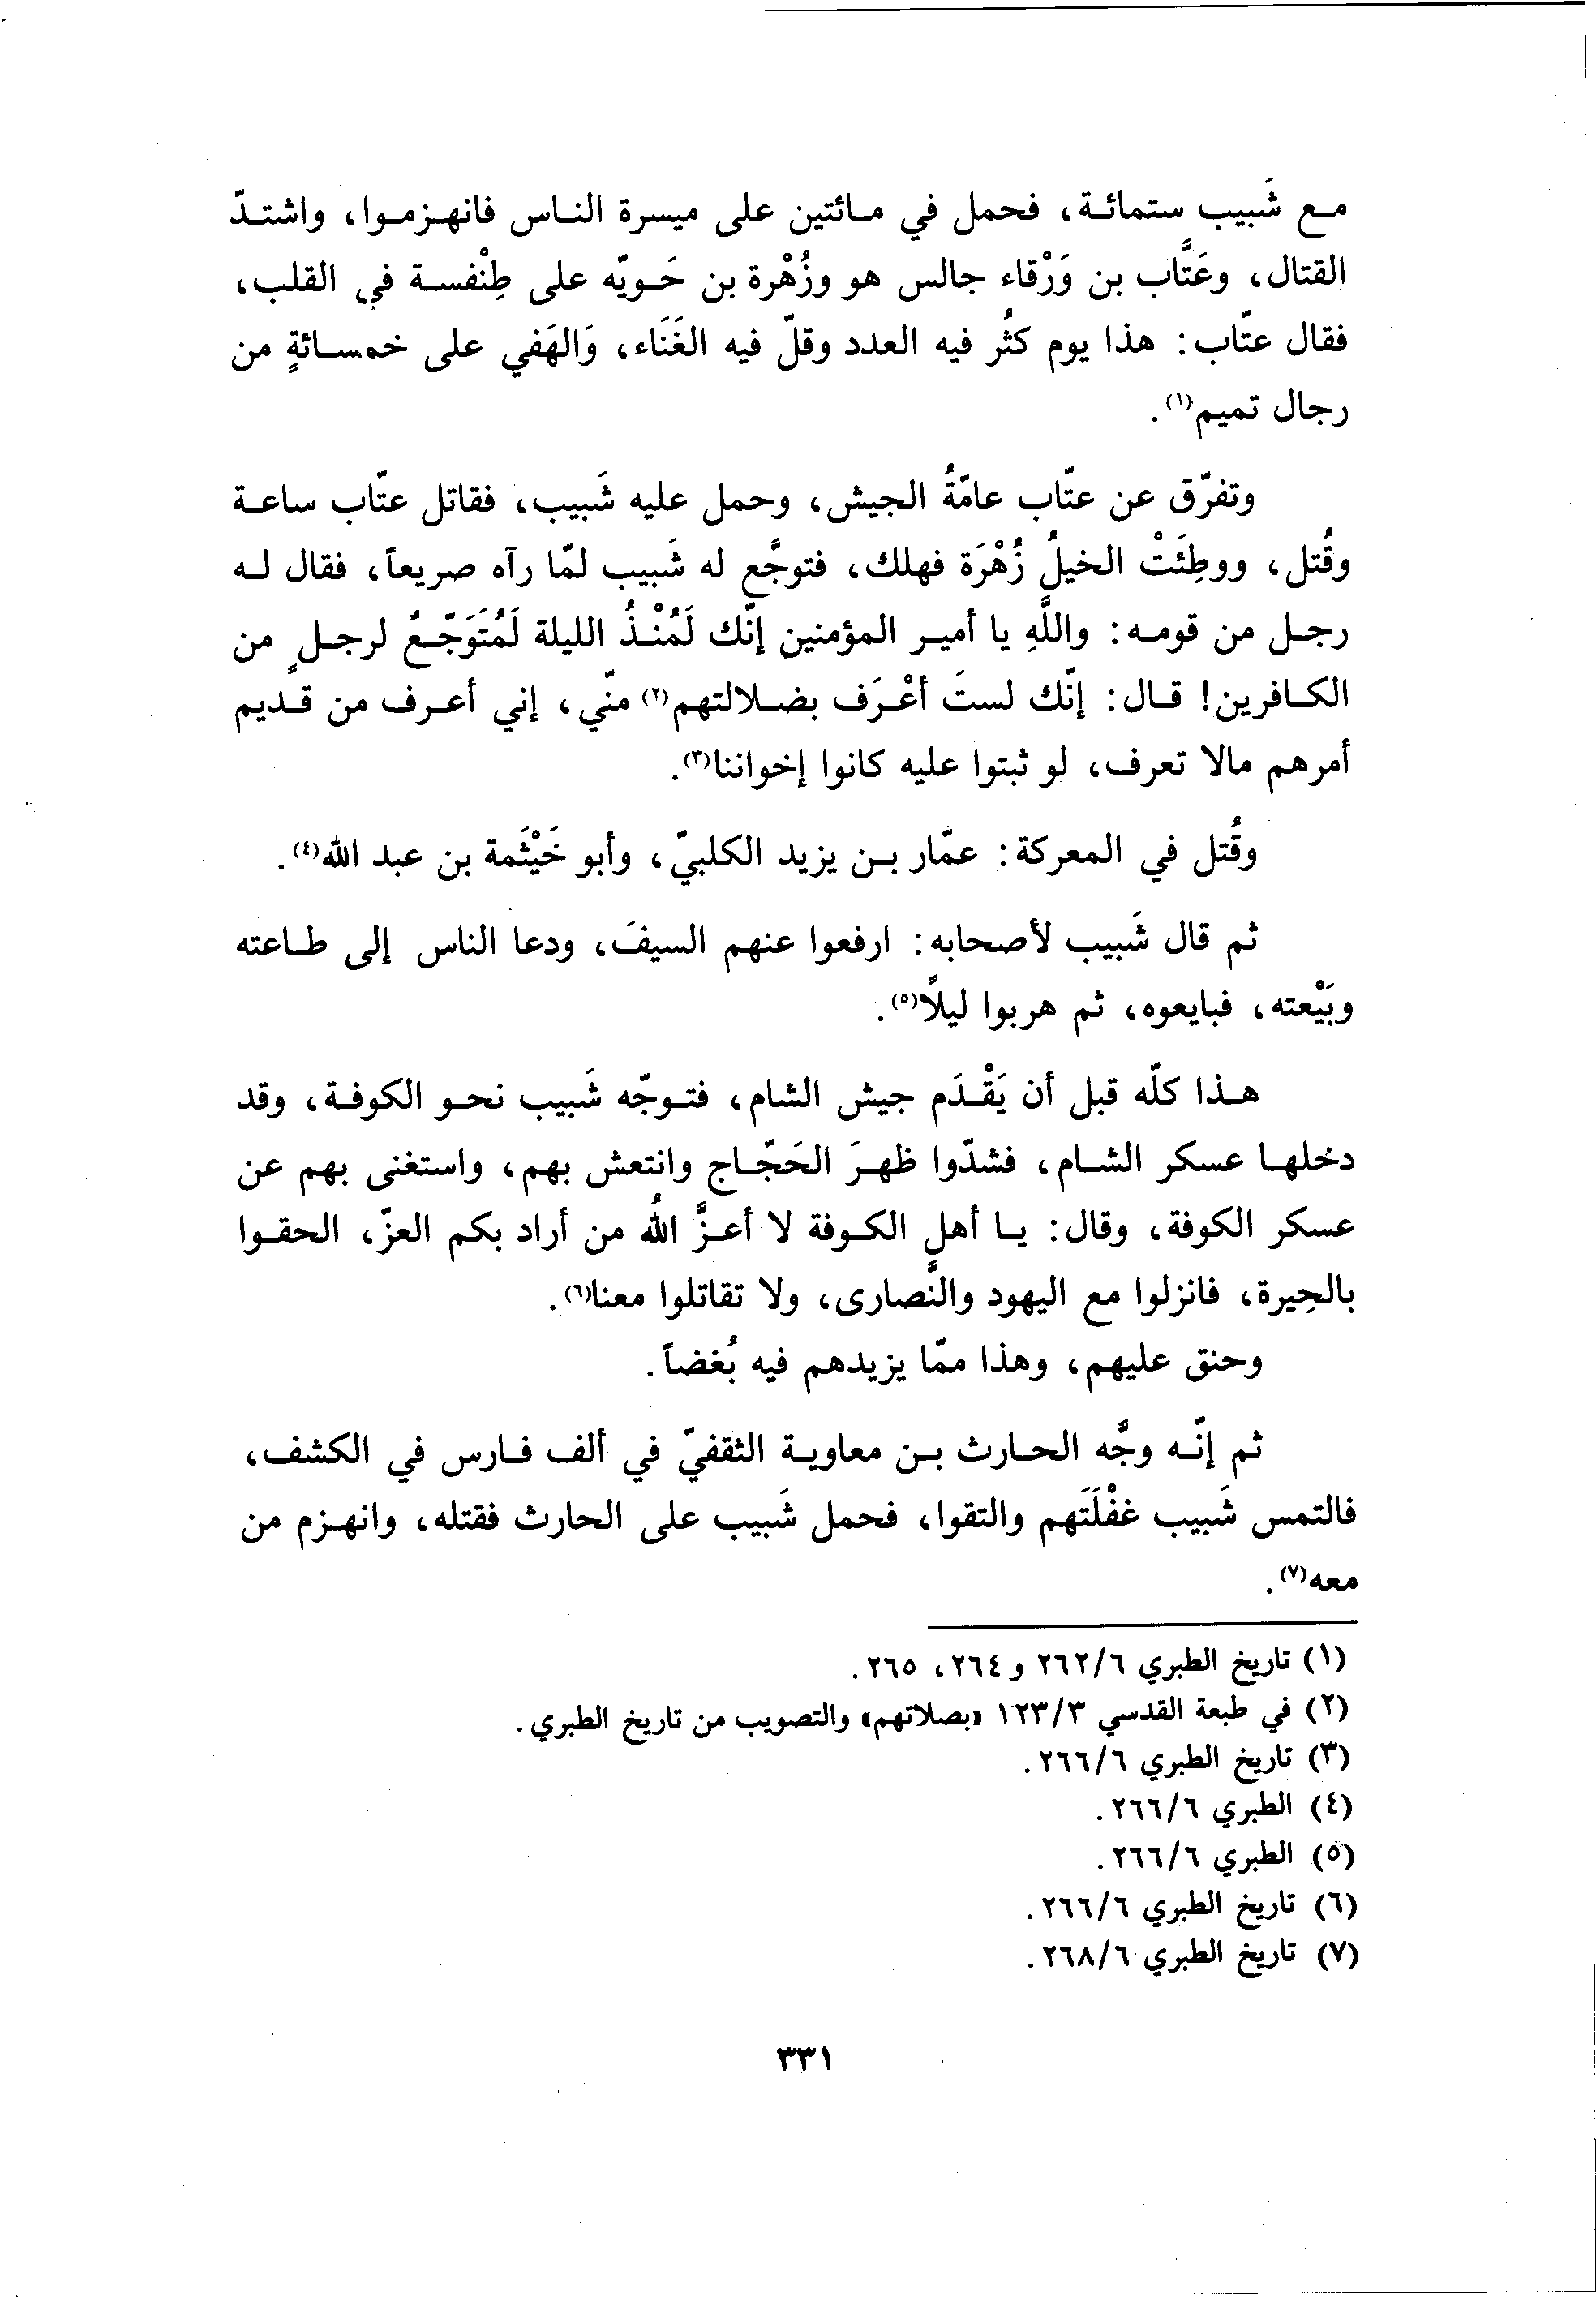 مع شَبيب ستمائة، فحمل في مائتين على ميسرة الناس فانهزموا، واشتدّ
القتال، وعَتَّاب بن وَرْقاء جالس هو وزُهْرة بن حَويّه على طِنْفسة في القلب،
فقال عتّاب: هذا يوم كثُر فيه العدد وقلّ فيه الغَنَاء، وَالهَفي على خمسائةٍ من
رجال تميم(١).
وتفرّق عن عتّاب عامّةُ الجيش، وحمل عليه شَبيب، فقاتل عتّاب ساعة
وقُتل، ووطِئَتْ الخيلُ زُهْرَة فهلك، فتوجَّع له شَبيب لمّا رآه صريعاً، فقال له
رجل من قومه: واللَّهِ يا أمير المؤمنين إنّك لَمُنْذُ الليلة لَمُتَوَجّعٌ لرجلٍ من
الكافرين! قال: إنّك لستَ أعْرَف بضلالتهم(٢) منّي، إني أعرف من قديم
أمرهم مالا تعرف، لو ثبتوا عليه كانوا إخواننا(٣).
وقُتل في المعركة: عمّار بن يزيد الكلبيّ، وأبو خَيْثَمة بن عبد الله(٤).
ثم قال شَبيب لأصحابه: ارفعوا عنهم السيفَ، ودعا الناس إلى طاعته
وبَيْعته، فبايعوه، ثم هربوا ليلًا(٥).
هذا كلّه قبل أن يَقْدَم جيش الشام، فتوجّه شَبيب نحو الكوفة، وقد
دخلها عسكر الشام، فشدّوا ظهرَ الحَجّاج وانتعش بهم، واستغنى بهم عن
عسكر الكوفة، وقال: يا أهل الكوفة لا أعزَّ اللهُ من أراد بكم العزّ، الحقوا
بالحِيرة، فانزلوا مع اليهود والنَّصارى، ولا تقاتلوا معنا(٦).
وحنق عليهم، وهذا ممّا يزيدهم فيه بُغضاً.
ثم إنّه وجَّه الحارث بن معاوية الثقفيّ في ألف فارس في الكشف،
فالتمس شَبيب غفْلَتَهم والتقوا، فحمل شَبيب على الحارث فقتله، وانهزم من
معه(٧).
(١) تاريخ الطبري ٢٦٢/٦ و٢٦٤، ٢٦٥.
(٢) في طبعة القدسي ١٢٣/٣ «بصلاتهم» والتصويب من تاريخ الطبري.
(٣) تاريخ الطبري ٢٦٦/٦.
(٤) الطبري ٢٦٦/٦.
(٥) الطبري ٢٦٦/٦.
(٦) تاريخ الطبري ٢٦٦/٦.
(٧) تاريخ الطبري ٢٦٨/٦.
٣٣١